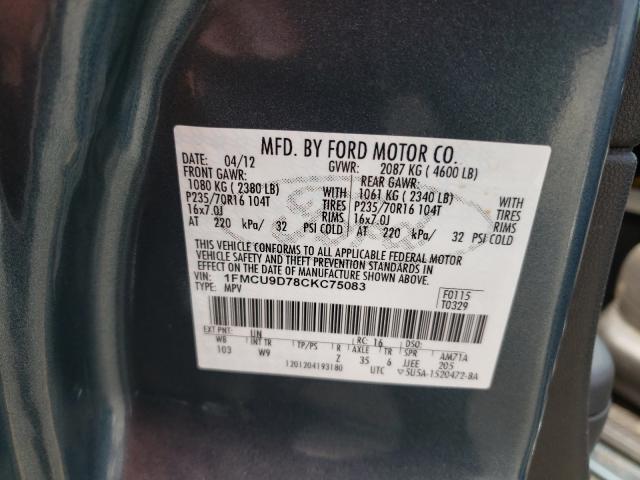 MFD. BY FORD MOTOR CO.
DATE: 04/12 GVWR: 2087 KG ( 4600 LB)
FRONT GAWR: REAR GAWR:
1080 KG ( 2380 LB) WITH 1061 KG ( 2340 LB) WITH
P235/70R16 104T TIRES P235/70R16 104T TIRES
16x7.0J RIMS 16x7.0J RIMS
AT 220 kPa/ 32 PSI COLD AT 220 kPa/ 32 PSI COLD
THIS VEHICLE CONFORMS TO ALL APPLICABLE FEDERAL MOTOR
VEHICLE SAFETY AND THEFT PREVENTION STANDARDS IN
EFFECT ON THE DATE OF MANUFACTURE SHOWN ABOVE.
VIN: 1FMCU9D78CKC75083
TYPE: MPV
F0115
T0329
EXT PNT: UN RC: 16 DSO:
WB INT TR TP/PS R AXLE TR SPR AM7TA
103 W9 Z 35 6 JJEE 205
1201204193180 UTC 5U5A-1520472-BA